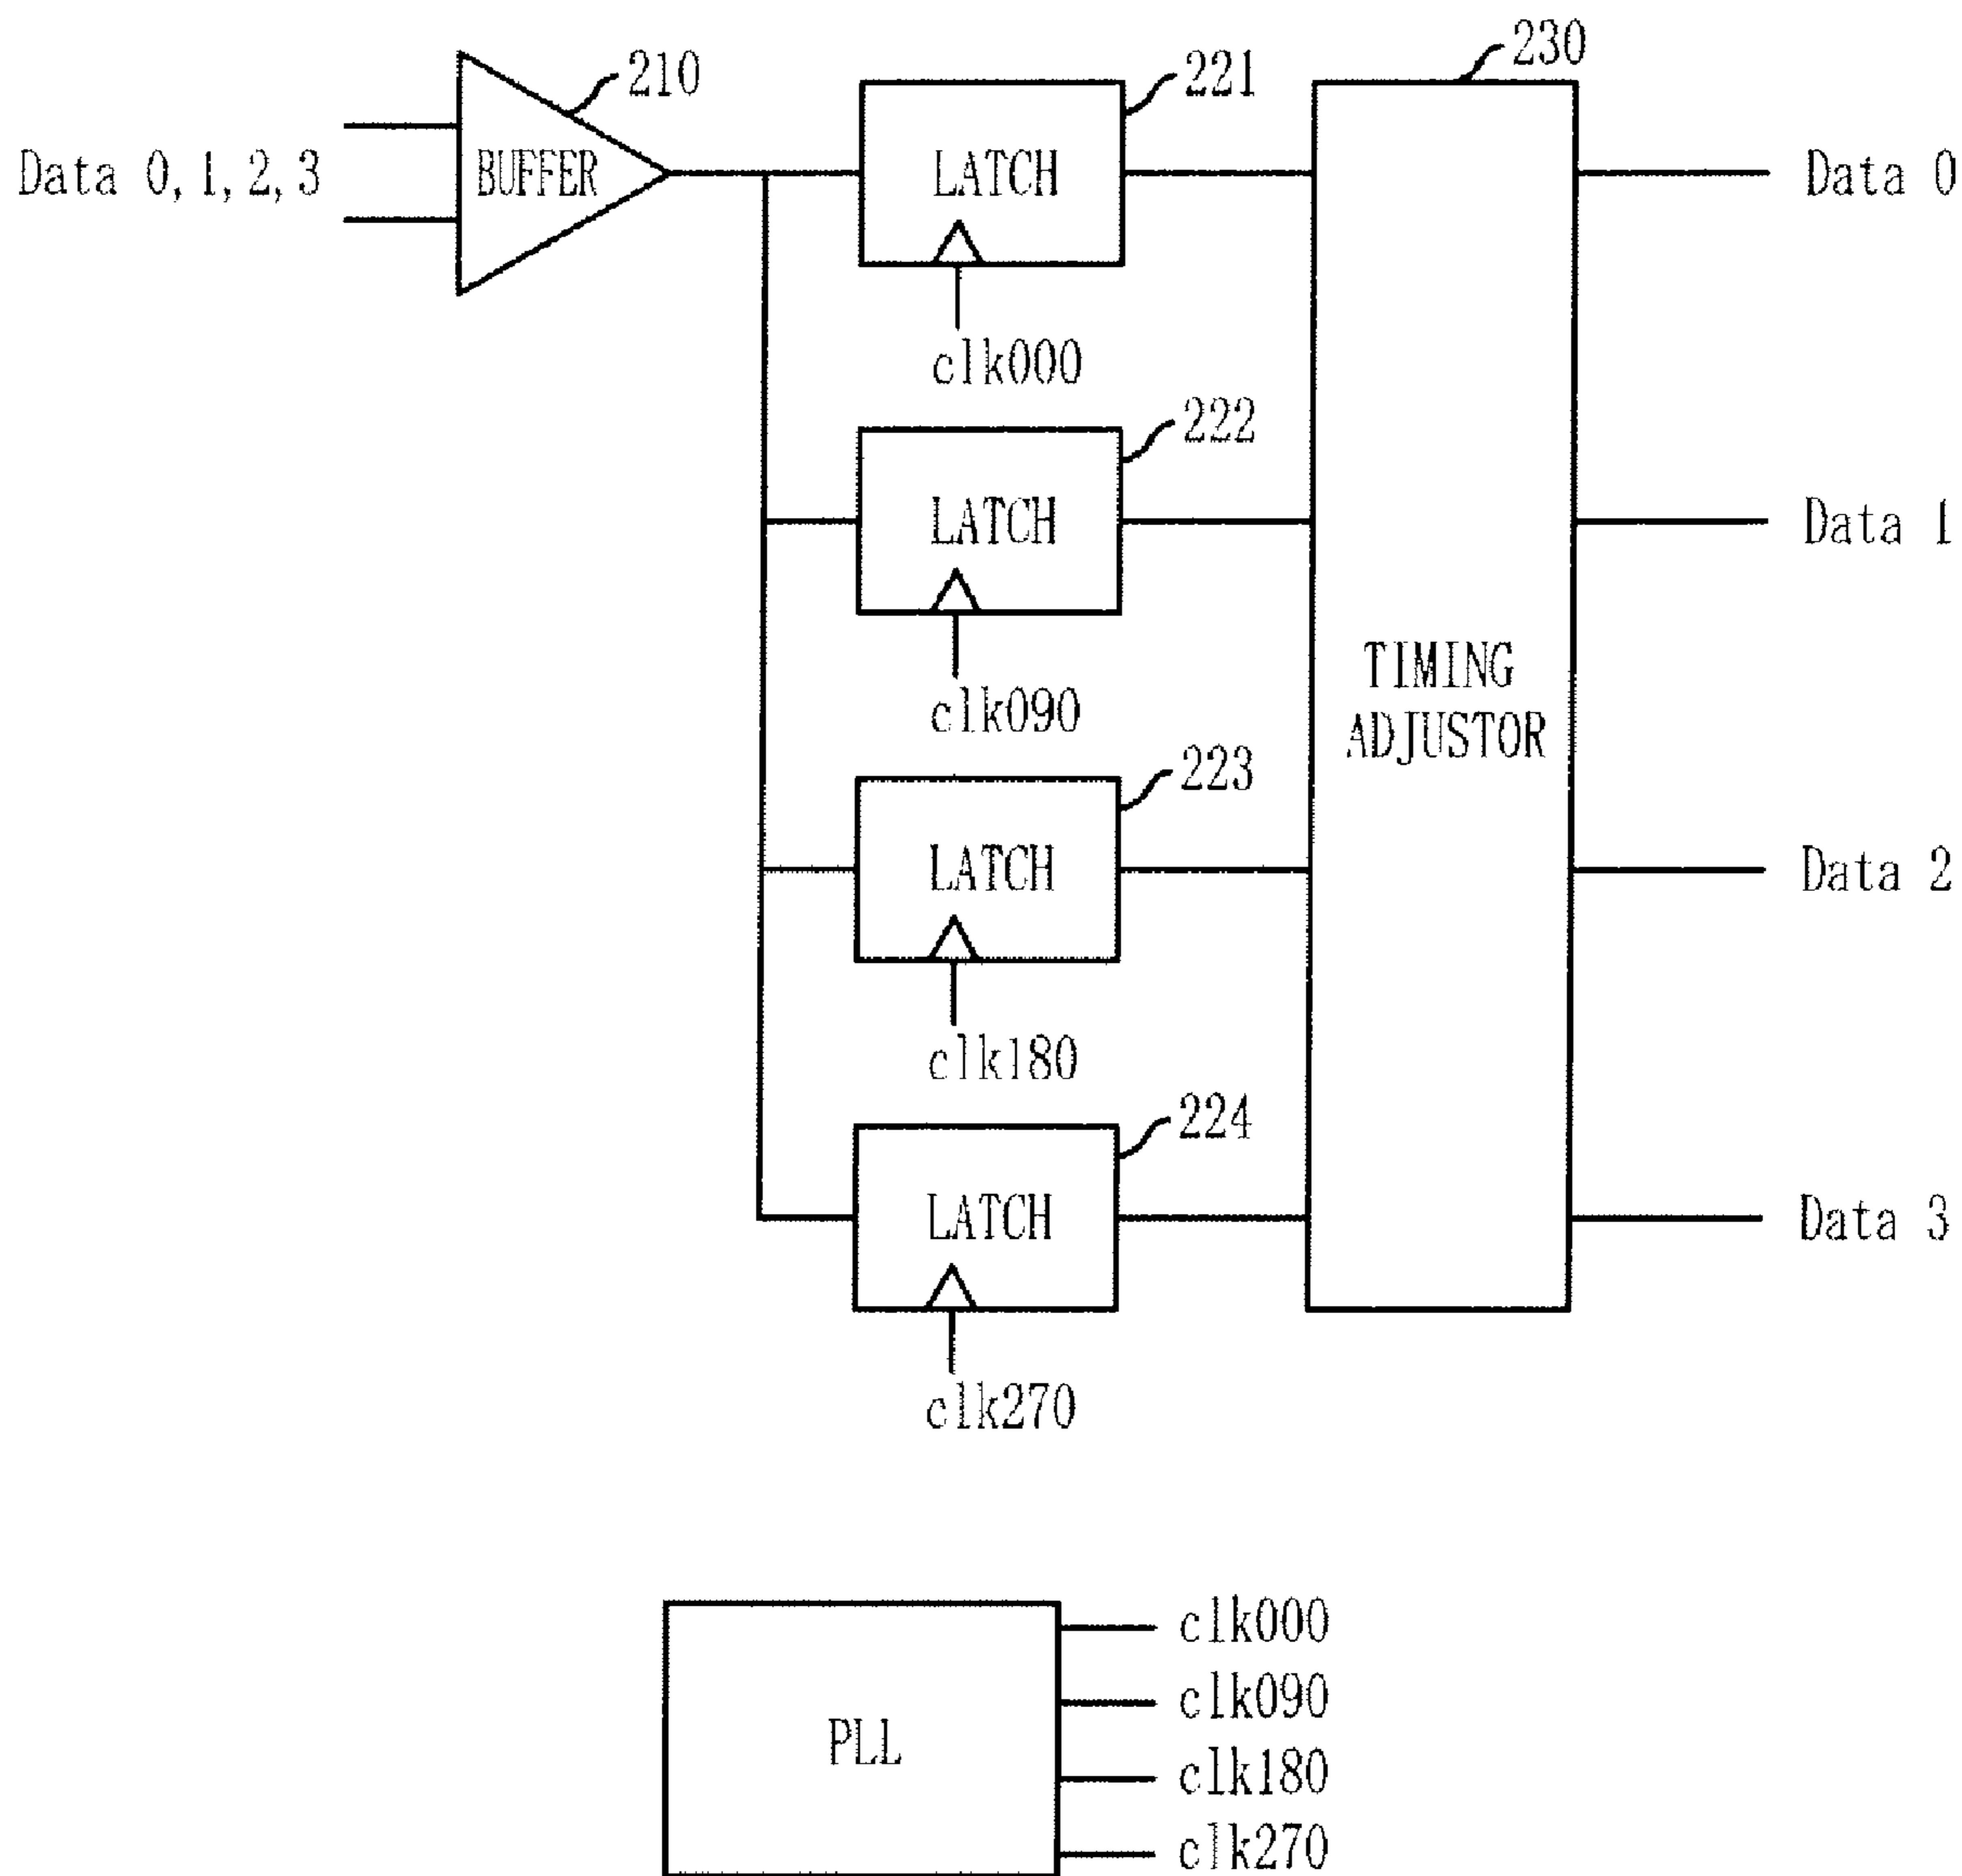 230
210
221
Data 0, 1, 2, 3
BUFFER
LATCH
Data 0
clk000
222
LATCH
Data 1
clk090
TIMING
ADJUSTOR
223
LATCH
Data 2
clk180
224
LATCH
Data 3
clk270
clk000
clk090
PLL
clk180
clk270